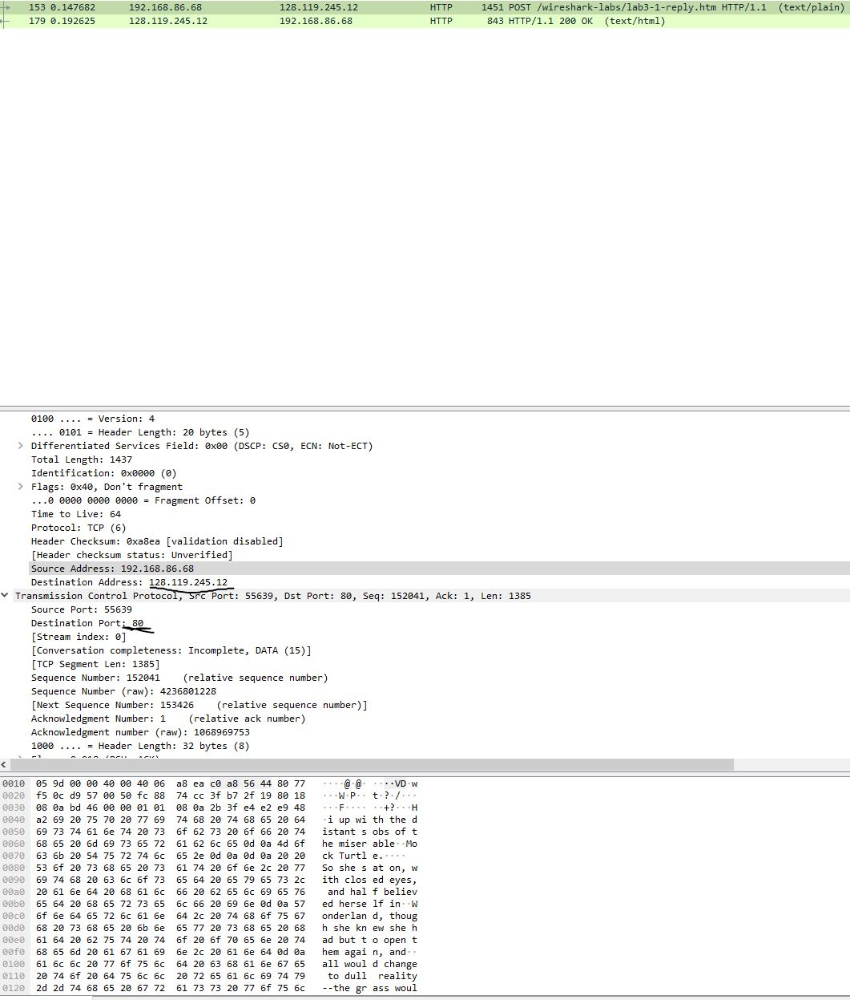 153 0.147682 192.168.86.68 128.119.245.12 HTTP 1451 POST /wireshark-labs/lab3-1-reply.htm HTTP/1.1 (text/plain)
179 0.192625 128.119.245.12 192.168.86.68 HTTP 843 HTTP/1.1 200 OK (text/html)
0100 .... = Version: 4
.... 0101 = Header Length: 20 bytes (5)
Differentiated Services Field: 0x00 (DSCP: CS0, ECN: Not-ECT)
Total Length: 1437
Identification: 0x0000 (0)
Flags: 0x40, Don't fragment
...0 0000 0000 0000 = Fragment Offset: 0
Time to Live: 64
Protocol: TCP (6)
Header Checksum: 0xa8ea [validation disabled]
[Header checksum status: Unverified]
Source Address: 192.168.86.68
Destination Address: 128.119.245.12
Transmission Control Protocol, Src Port: 55639, Dst Port: 80, Seq: 152041, Ack: 1, Len: 1385
Source Port: 55639
Destination Port: 80
[Stream index: 0]
[Conversation completeness: Incomplete, DATA (15)]
[TCP Segment Len: 1385]
Sequence Number: 152041 (relative sequence number)
Sequence Number (raw): 4236801228
[Next Sequence Number: 153426 (relative sequence number)]
Acknowledgment Number: 1 (relative ack number)
Acknowledgment number (raw): 1068969753
1000 .... = Header Length: 32 bytes (8)
0010 05 9d 00 00 40 00 40 06 a8 ea c0 a8 56 44 80 77 ····@·@· ····VD·w
0020 f5 0c d9 57 00 50 fc 88 74 cc 3f b7 2f 19 80 18 ···W·P·· t·?·/···
0030 08 0a bd 46 00 00 01 01 08 0a 2b 3f e4 e2 e9 48 ···F···· ··+?···H
0040 a2 69 20 75 70 20 77 69 74 68 20 74 68 65 20 64 ·i up wi th the d
0050 69 73 74 61 6e 74 20 73 6f 62 73 20 6f 66 20 74 istant s obs of t
0060 68 65 20 6d 69 73 65 72 61 62 6c 65 0d 0a 4d 6f he miser able··Mo
0070 63 6b 20 54 75 72 74 6c 65 2e 0d 0a 0d 0a 20 20 ck Turtl e.····
0080 53 6f 20 73 68 65 20 73 61 74 20 6f 6e 2c 20 77 So she s at on, w
0090 69 74 68 20 63 6c 6f 73 65 64 20 65 79 65 73 2c ith clos ed eyes,
00a0 20 61 6e 64 20 68 61 6c 66 20 62 65 6c 69 65 76 and hal f believ
00b0 65 64 20 68 65 72 73 65 6c 66 20 69 6e 0d 0a 57 ed herse lf in··W
00c0 6f 6e 64 65 72 6c 61 6e 64 2c 20 74 68 6f 75 67 onderlan d, thoug
00d0 68 20 73 68 65 20 6b 6e 65 77 20 73 68 65 20 68 h she kn ew she h
00e0 61 64 20 62 75 74 20 74 6f 20 6f 70 65 6e 20 74 ad but t o open t
00f0 68 65 6d 20 61 67 61 69 6e 2c 20 61 6e 64 0d 0a hem agai n, and··
0100 61 6c 6c 20 77 6f 75 6c 64 20 63 68 61 6e 67 65 all woul d change
0110 20 74 6f 20 64 75 6c 6c 20 72 65 61 6c 69 74 79 to dull reality
0120 2d 2d 74 68 65 20 67 72 61 73 73 20 77 6f 75 6c --the gr ass woul